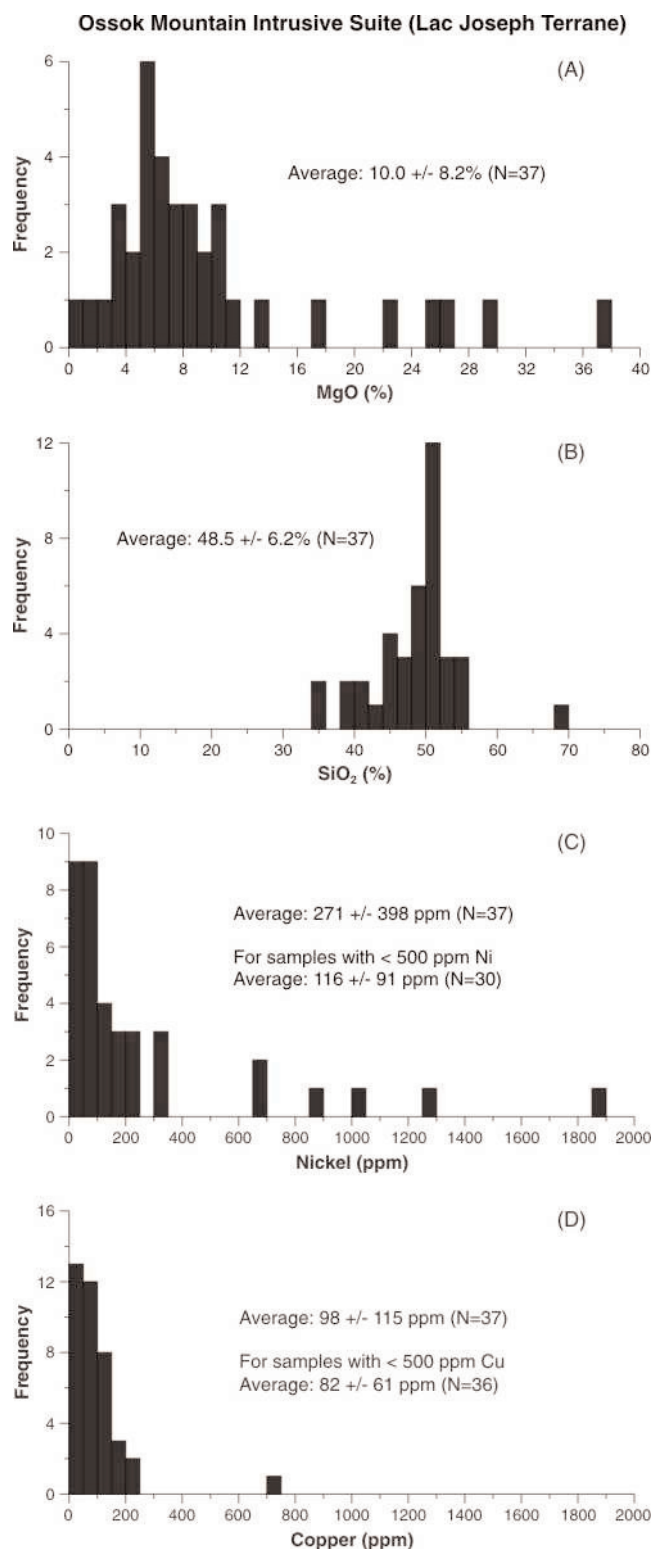 Ossok Mountain Intrusive Suite (Lac Joseph Terrane)
(A)
Average: 10.0 +/- 8.2% (N=37)
Frequency
6
4
2
0
0 4 8 12 16 20 24 28 32 36 40
MgO (%)
(B)
Average: 48.5 +/- 6.2% (N=37)
Frequency
12
8
4
0
0 10 20 30 40 50 60 70 80
SiO₂ (%)
(C)
Average: 271 +/- 398 ppm (N=37)
For samples with < 500 ppm Ni
Average: 116 +/- 91 ppm (N=30)
Frequency
10
8
6
4
2
0
0 200 400 600 800 1000 1200 1400 1600 1800 2000
Nickel (ppm)
(D)
Average: 98 +/- 115 ppm (N=37)
For samples with < 500 ppm Cu
Average: 82 +/- 61 ppm (N=36)
Frequency
16
12
8
4
0
0 200 400 600 800 1000 1200 1400 1600 1800 2000
Copper (ppm)